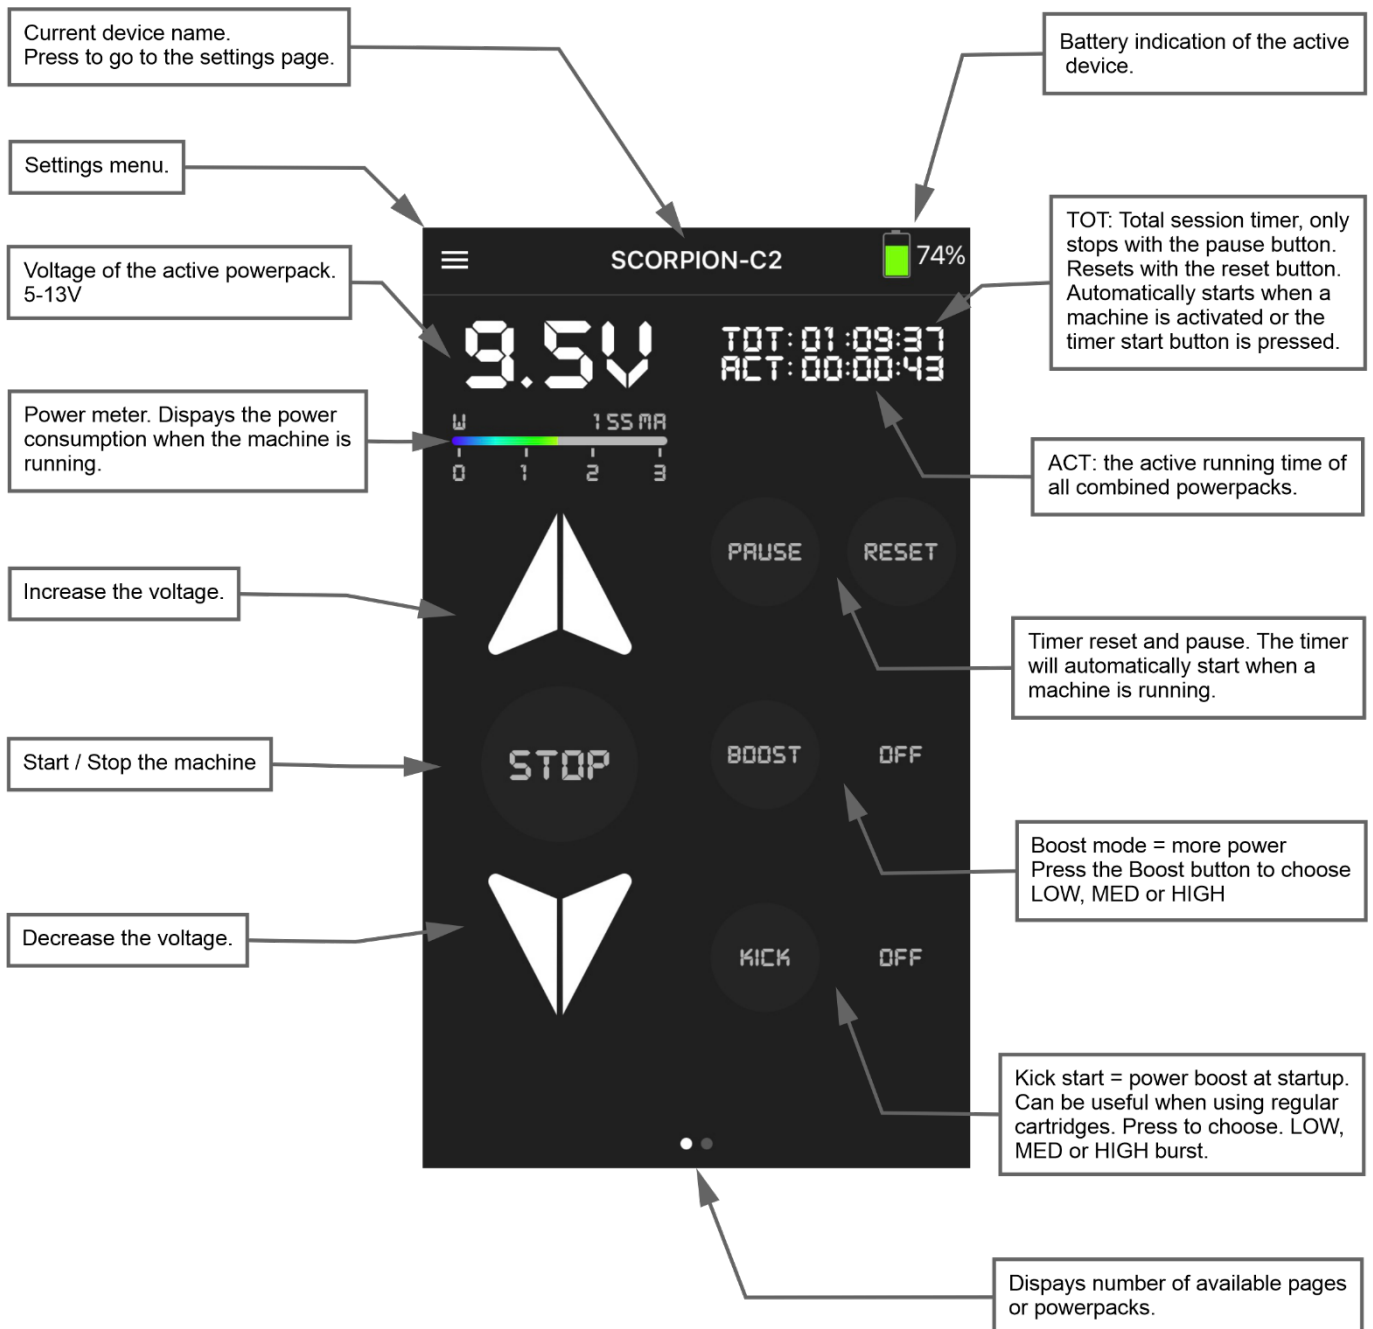 Current device name.
Press to go to the settings page.
Battery indication of the active
device.
Settings menu.
TOT: Total session timer, only
stops with the pause button.
Resets with the reset button.
Automatically starts when a
machine is activated or the
timer start button is pressed.
Voltage of the active powerpack.
5-13V
SCORPION-C2
74%
9.5V
TOT:01:09:37
ACT:00:00:43
Power meter. Dispays the power
consumption when the machine is
running.
W 155 MA
0 1 2 3
ACT: the active running time of
all combined powerpacks.
PAUSE RESET
Increase the voltage.
Timer reset and pause. The timer
will automatically start when a
machine is running.
Start / Stop the machine
STOP
BOOST OFF
Boost mode = more power
Press the Boost button to choose
LOW, MED or HIGH
Decrease the voltage.
KICK OFF
Kick start = power boost at startup.
Can be useful when using regular
cartridges. Press to choose. LOW,
MED or HIGH burst.
Dispays number of available pages
or powerpacks.